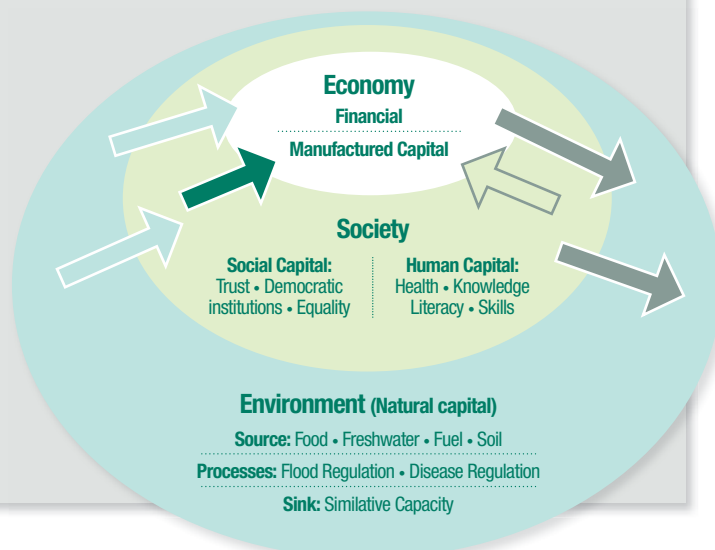 Economy
Financial
Manufactured Capital
Society
Social Capital:
Trust • Democratic
institutions • Equality
Human Capital:
Health • Knowledge
Literacy • Skills
Environment (Natural capital)
Source: Food • Freshwater • Fuel • Soil
Processes: Flood Regulation • Disease Regulation
Sink: Similative Capacity